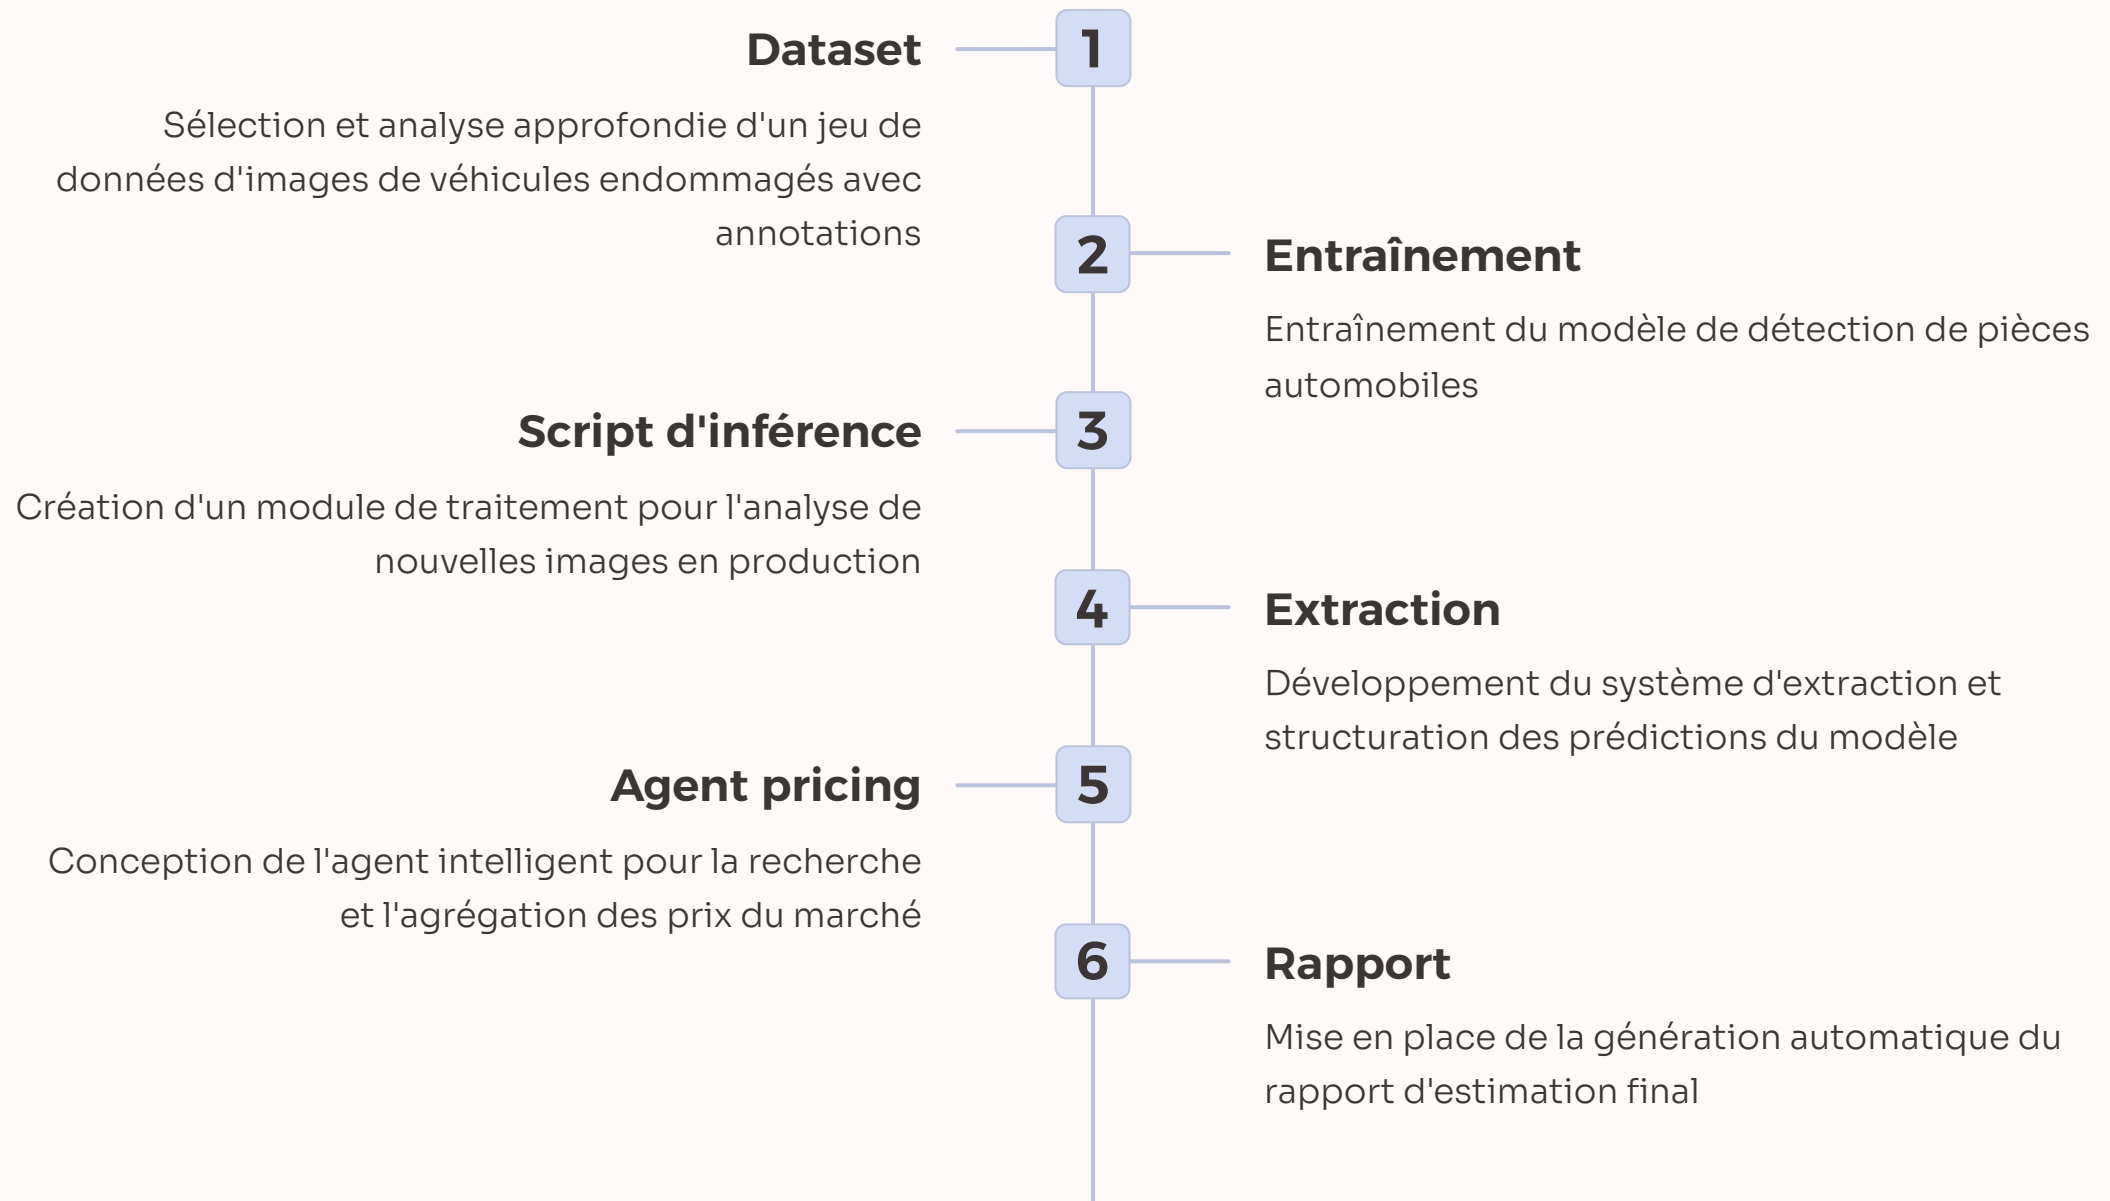 1
Dataset
Sélection et analyse approfondie d'un jeu de
données d'images de véhicules endommagés avec
annotations
2
Entraînement
Entraînement du modèle de détection de pièces
automobiles
3
Script d'inférence
Création d'un module de traitement pour l'analyse de
nouvelles images en production
4
Extraction
Développement du système d'extraction et
structuration des prédictions du modèle
5
Agent pricing
Conception de l'agent intelligent pour la recherche
et l'agrégation des prix du marché
6
Rapport
Mise en place de la génération automatique du
rapport d'estimation final